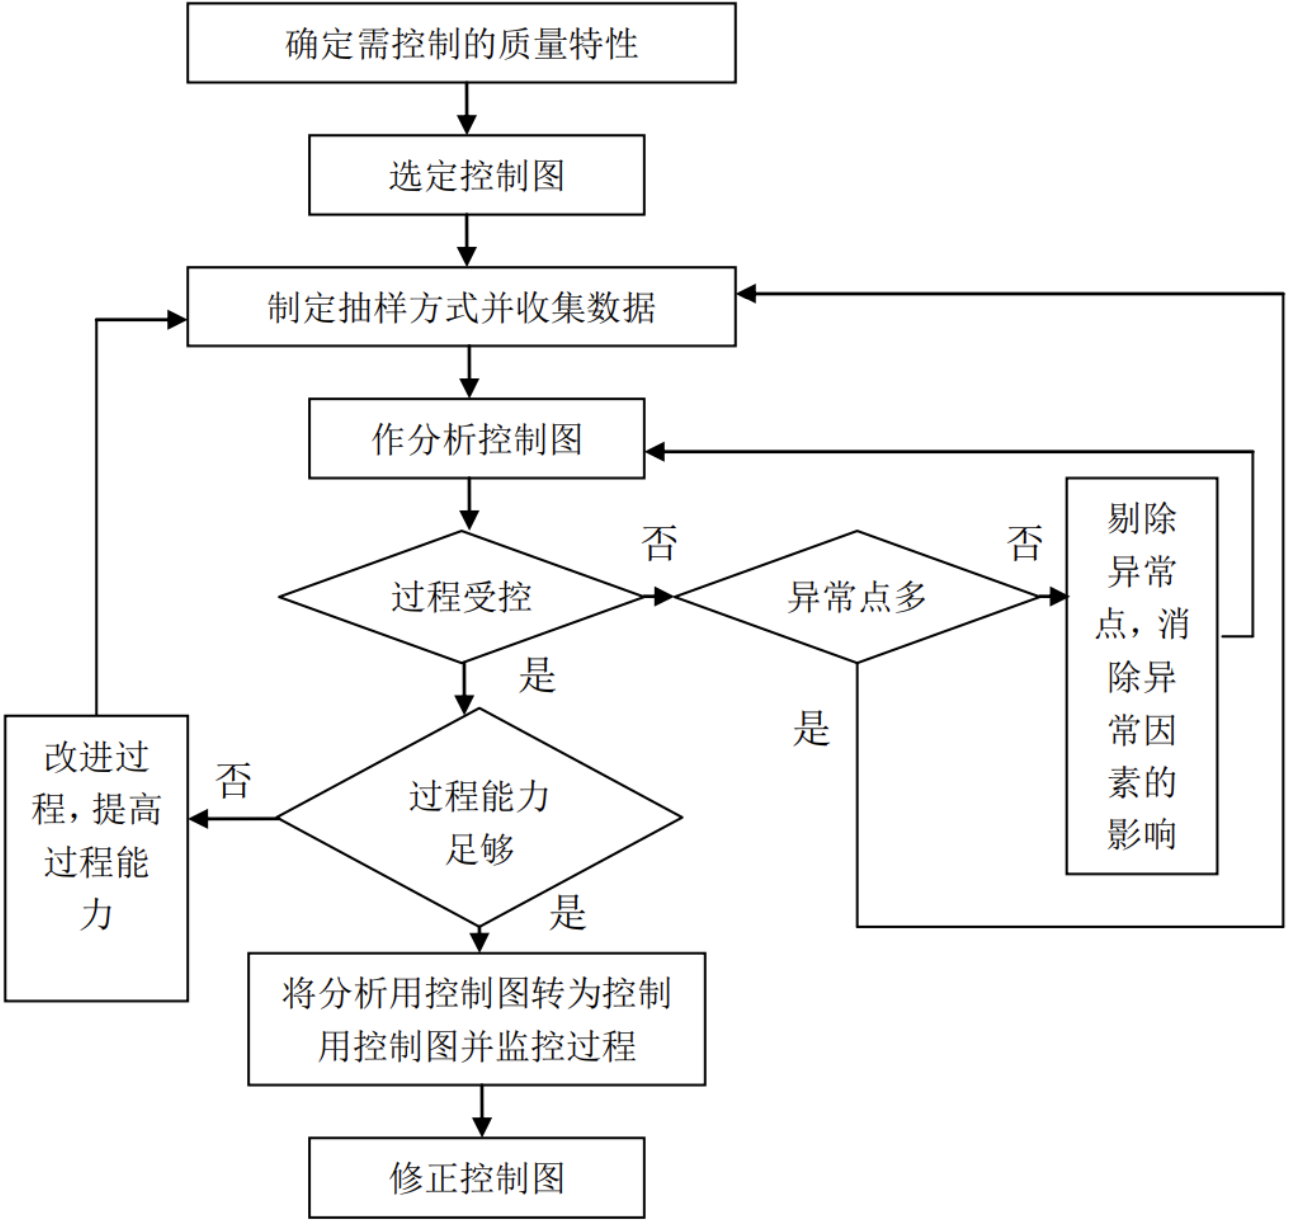 确定需控制的质量特性
选定控制图
制定抽样方式并收集数据
作分析控制图
过程受控
否
异常点多
否
剔除
异常
点，消
除异
常因
素的
影响
是
是
过程能力
足够
否
改进过
程，提高
过程能
力
是
将分析用控制图转为控制
用控制图并监控过程
修正控制图